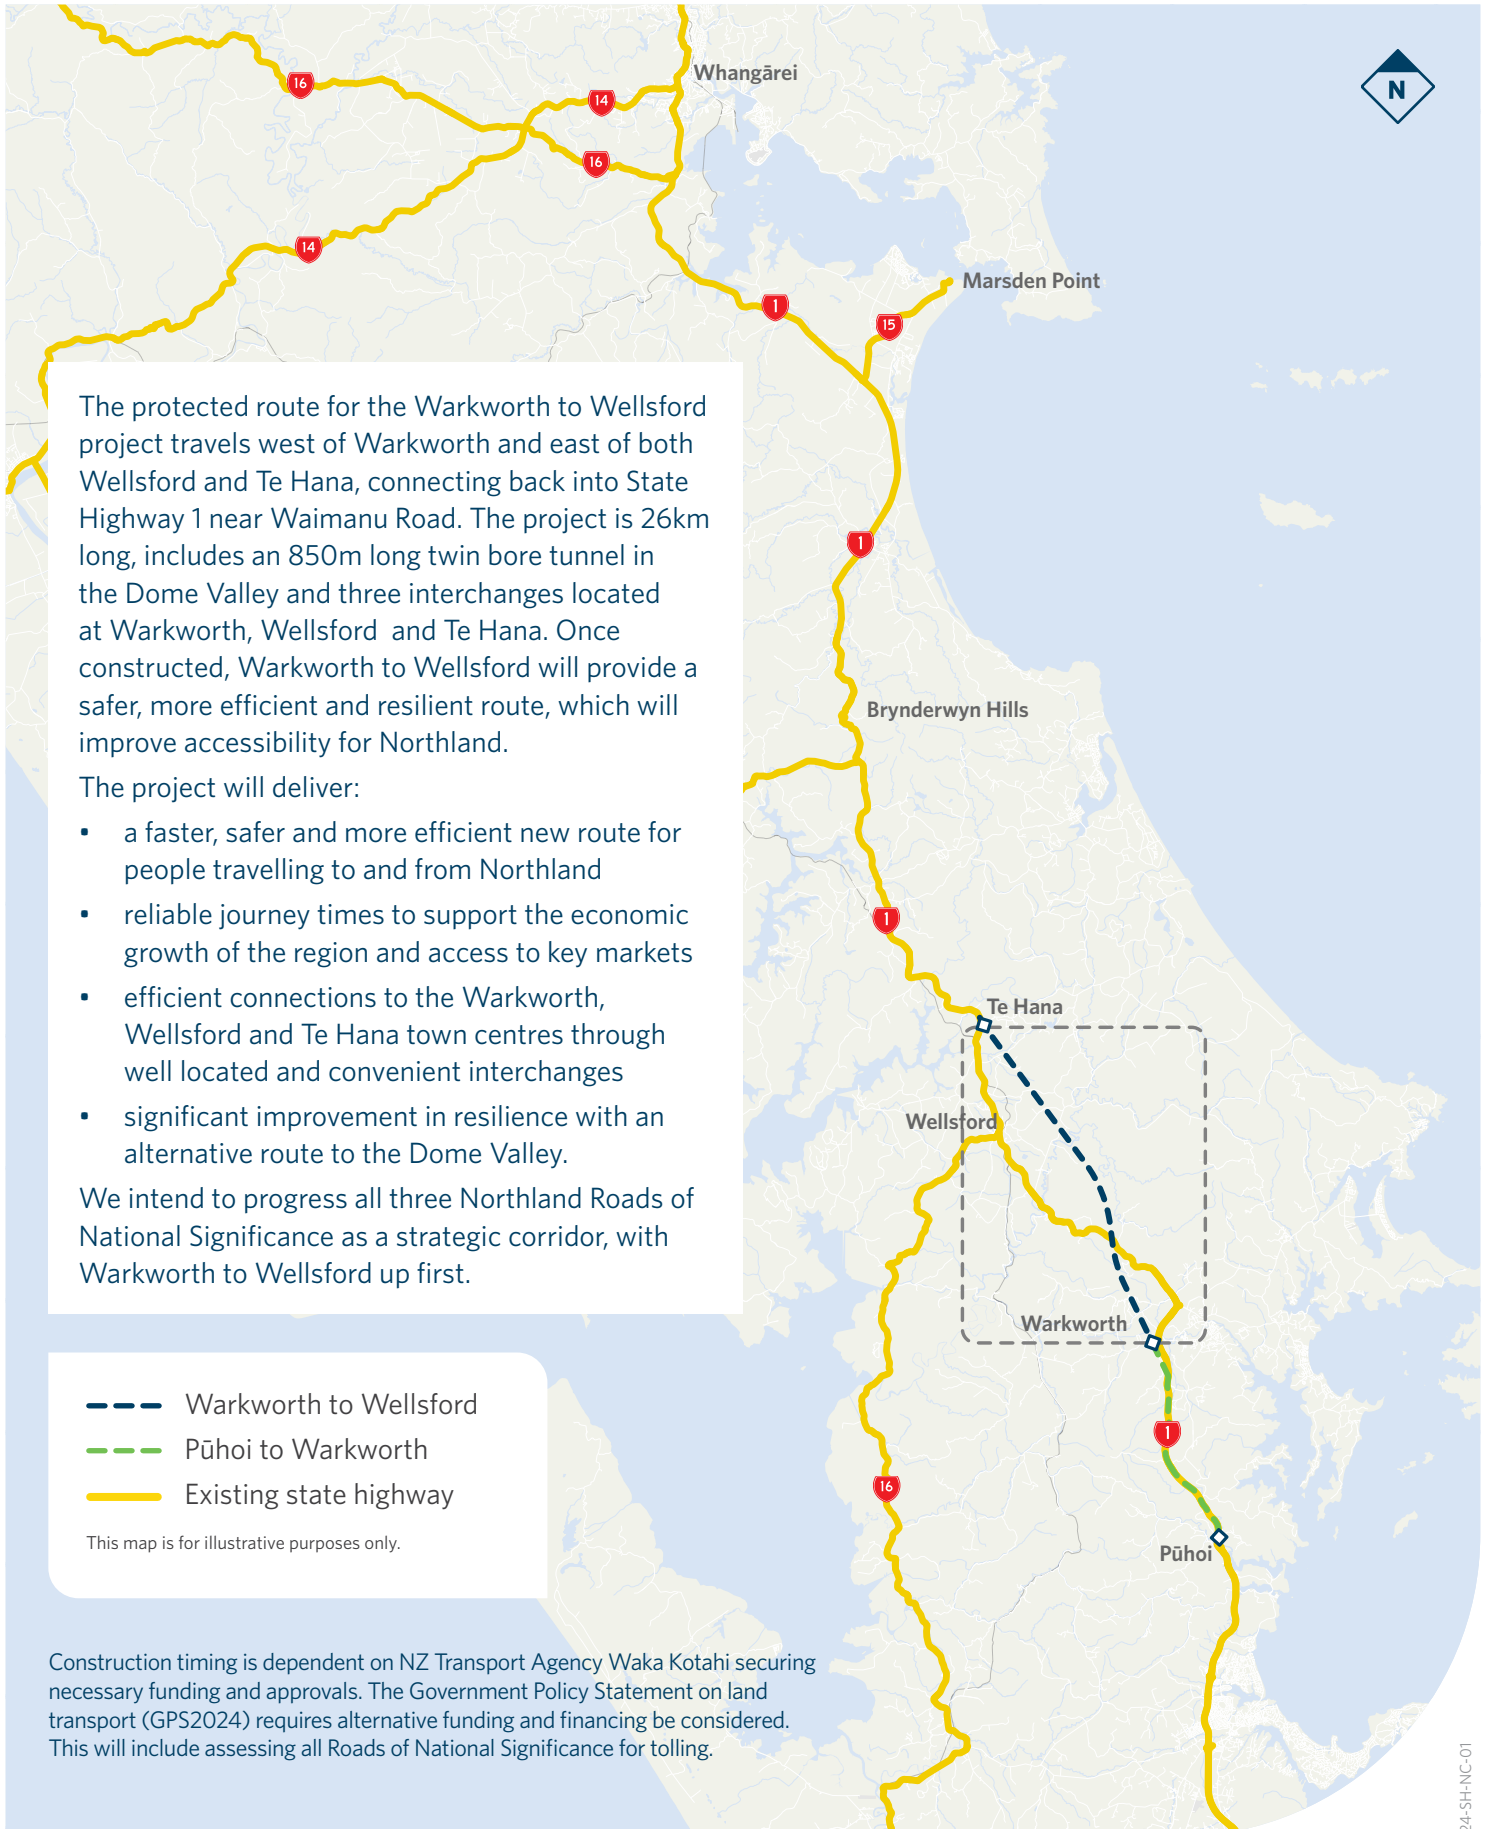 Whangārei
N
16
14
16
14
Marsden Point
1
15
The protected route for the Warkworth to Wellsford
project travels west of Warkworth and east of both
Wellsford and Te Hana, connecting back into State
Highway 1 near Waimanu Road. The project is 26km
long, includes an 850m long twin bore tunnel in
the Dome Valley and three interchanges located
at Warkworth, Wellsford  and Te Hana. Once
constructed, Warkworth to Wellsford will provide a
safer, more efficient and resilient route, which will
improve accessibility for Northland.
The project will deliver:
• a faster, safer and more efficient new route for
people travelling to and from Northland
• reliable journey times to support the economic
growth of the region and access to key markets
• efficient connections to the Warkworth,
Wellsford and Te Hana town centres through
well located and convenient interchanges
• significant improvement in resilience with an
alternative route to the Dome Valley.
We intend to progress all three Northland Roads of
National Significance as a strategic corridor, with
Warkworth to Wellsford up first.
1
Brynderwyn Hills
1
Te Hana
Wellsford
Warkworth
1
16
Pūhoi
Warkworth to Wellsford
Pūhoi to Warkworth
Existing state highway
This map is for illustrative purposes only.
Construction timing is dependent on NZ Transport Agency Waka Kotahi securing
necessary funding and approvals. The Government Policy Statement on land
transport (GPS2024) requires alternative funding and financing be considered.
This will include assessing all Roads of National Significance for tolling.
24-SH-NC-01